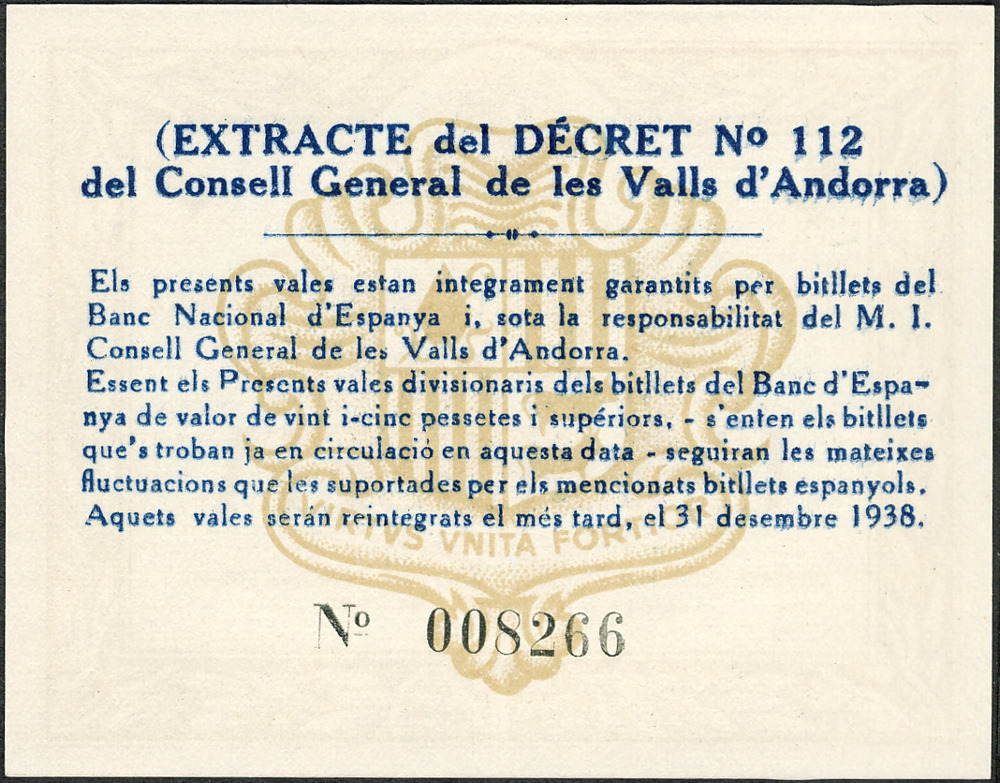 (EXTRACTE del DÉCRET Nº 112
del Consell General de les Valls d'Andorra)
Els presents vales estan integrament garantits per bitllets del
Banc Nacional d'Espanya i, sota la responsabilitat del M. I.
Consell General de les Valls d'Andorra.
Essent els Presents vales divisionaris dels bitllets del Banc d'Espa-
nya de valor de vint i-cinc pessetes i supériors, - s'enten els bitllets
que's troban ja en circulació en aquesta data - seguiran les mateixes
fluctuacions que les suportades per els mencionats bitllets espanyols.
Aquets vales serán reintegrats el més tard, el 31 desembre 1938.
VIRTVS VNITA FORTIOR
Nº 008266